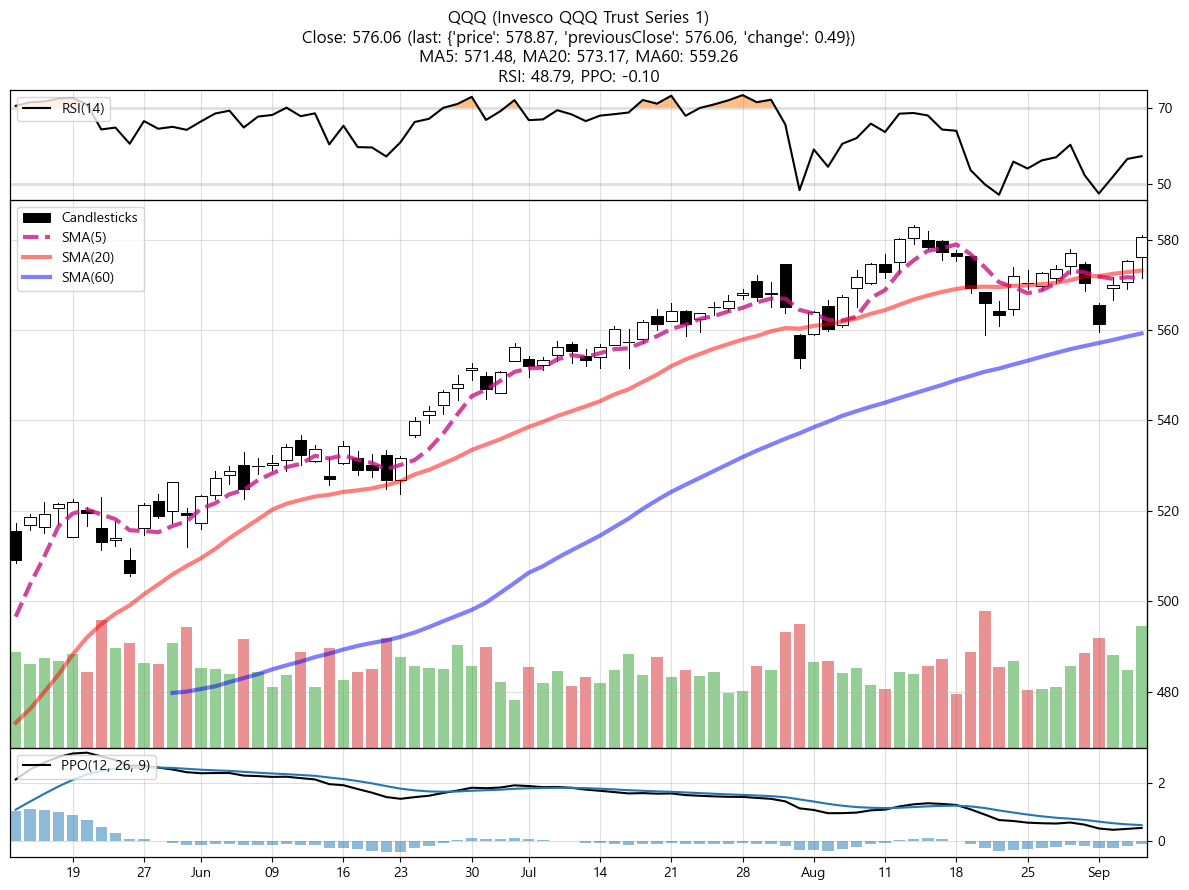 QQQ (Invesco QQQ Trust Series 1)
Close: 576.06 (last: {'price': 578.87, 'previousClose': 576.06, 'change': 0.49})
MA5: 571.48, MA20: 573.17, MA60: 559.26
RSI: 48.79, PPO: -0.10
RSI(14)
70
50
Candlesticks
SMA(5)
SMA(20)
SMA(60)
580
560
540
520
500
480
PPO(12, 26, 9)
2
0
19 27 Jun 09 16 23 30 Jul 14 21 28 Aug 11 18 25 Sep